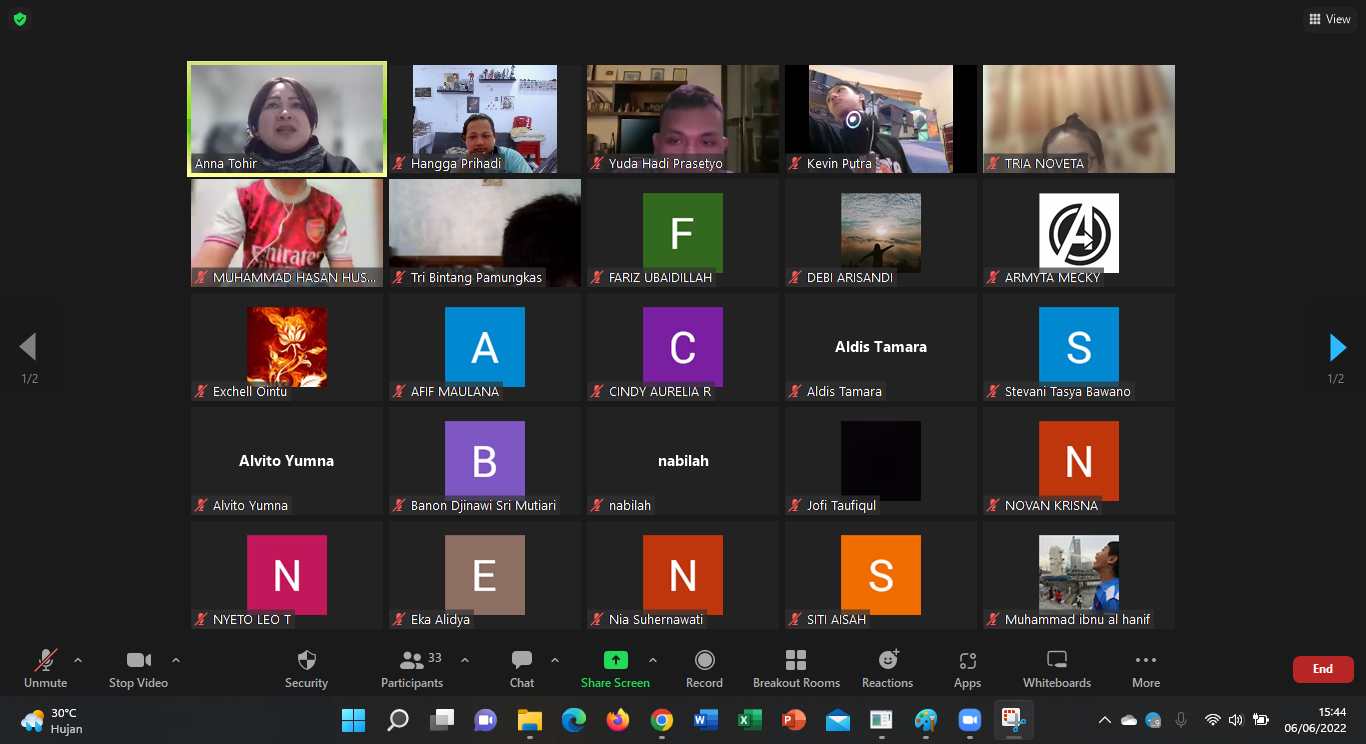 View
Anna Tohir
Hangga Prihadi
Yuda Hadi Prasetyo
Kevin Putra
TRIA NOVETA
Emirates
MUHAMMAD HASAN HUS...
Tri Bintang Pamungkas
F
FARIZ UBAIDILLAH
DEBI ARISANDI
A
ARMYTA MECKY
1/2
1/2
Exchell Ointu
A
AFIF MAULANA
C
CINDY AURELIA R
Aldis Tamara
Aldis Tamara
S
Stevani Tasya Bawano
Alvito Yumna
Alvito Yumna
B
Banon Djinawi Sri Mutiari
nabilah
nabilah
Jofi Taufiqul
N
NOVAN KRISNA
N
NYETO LEO T
E
Eka Alidya
N
Nia Suhernawati
S
SITI AISAH
Muhammad ibnu al hanif
Unmute
Stop Video
Security
33
Participants
Chat
Share Screen
Record
Breakout Rooms
Reactions
Apps
Whiteboards
More
End
30°C
Hujan
15:44
06/06/2022